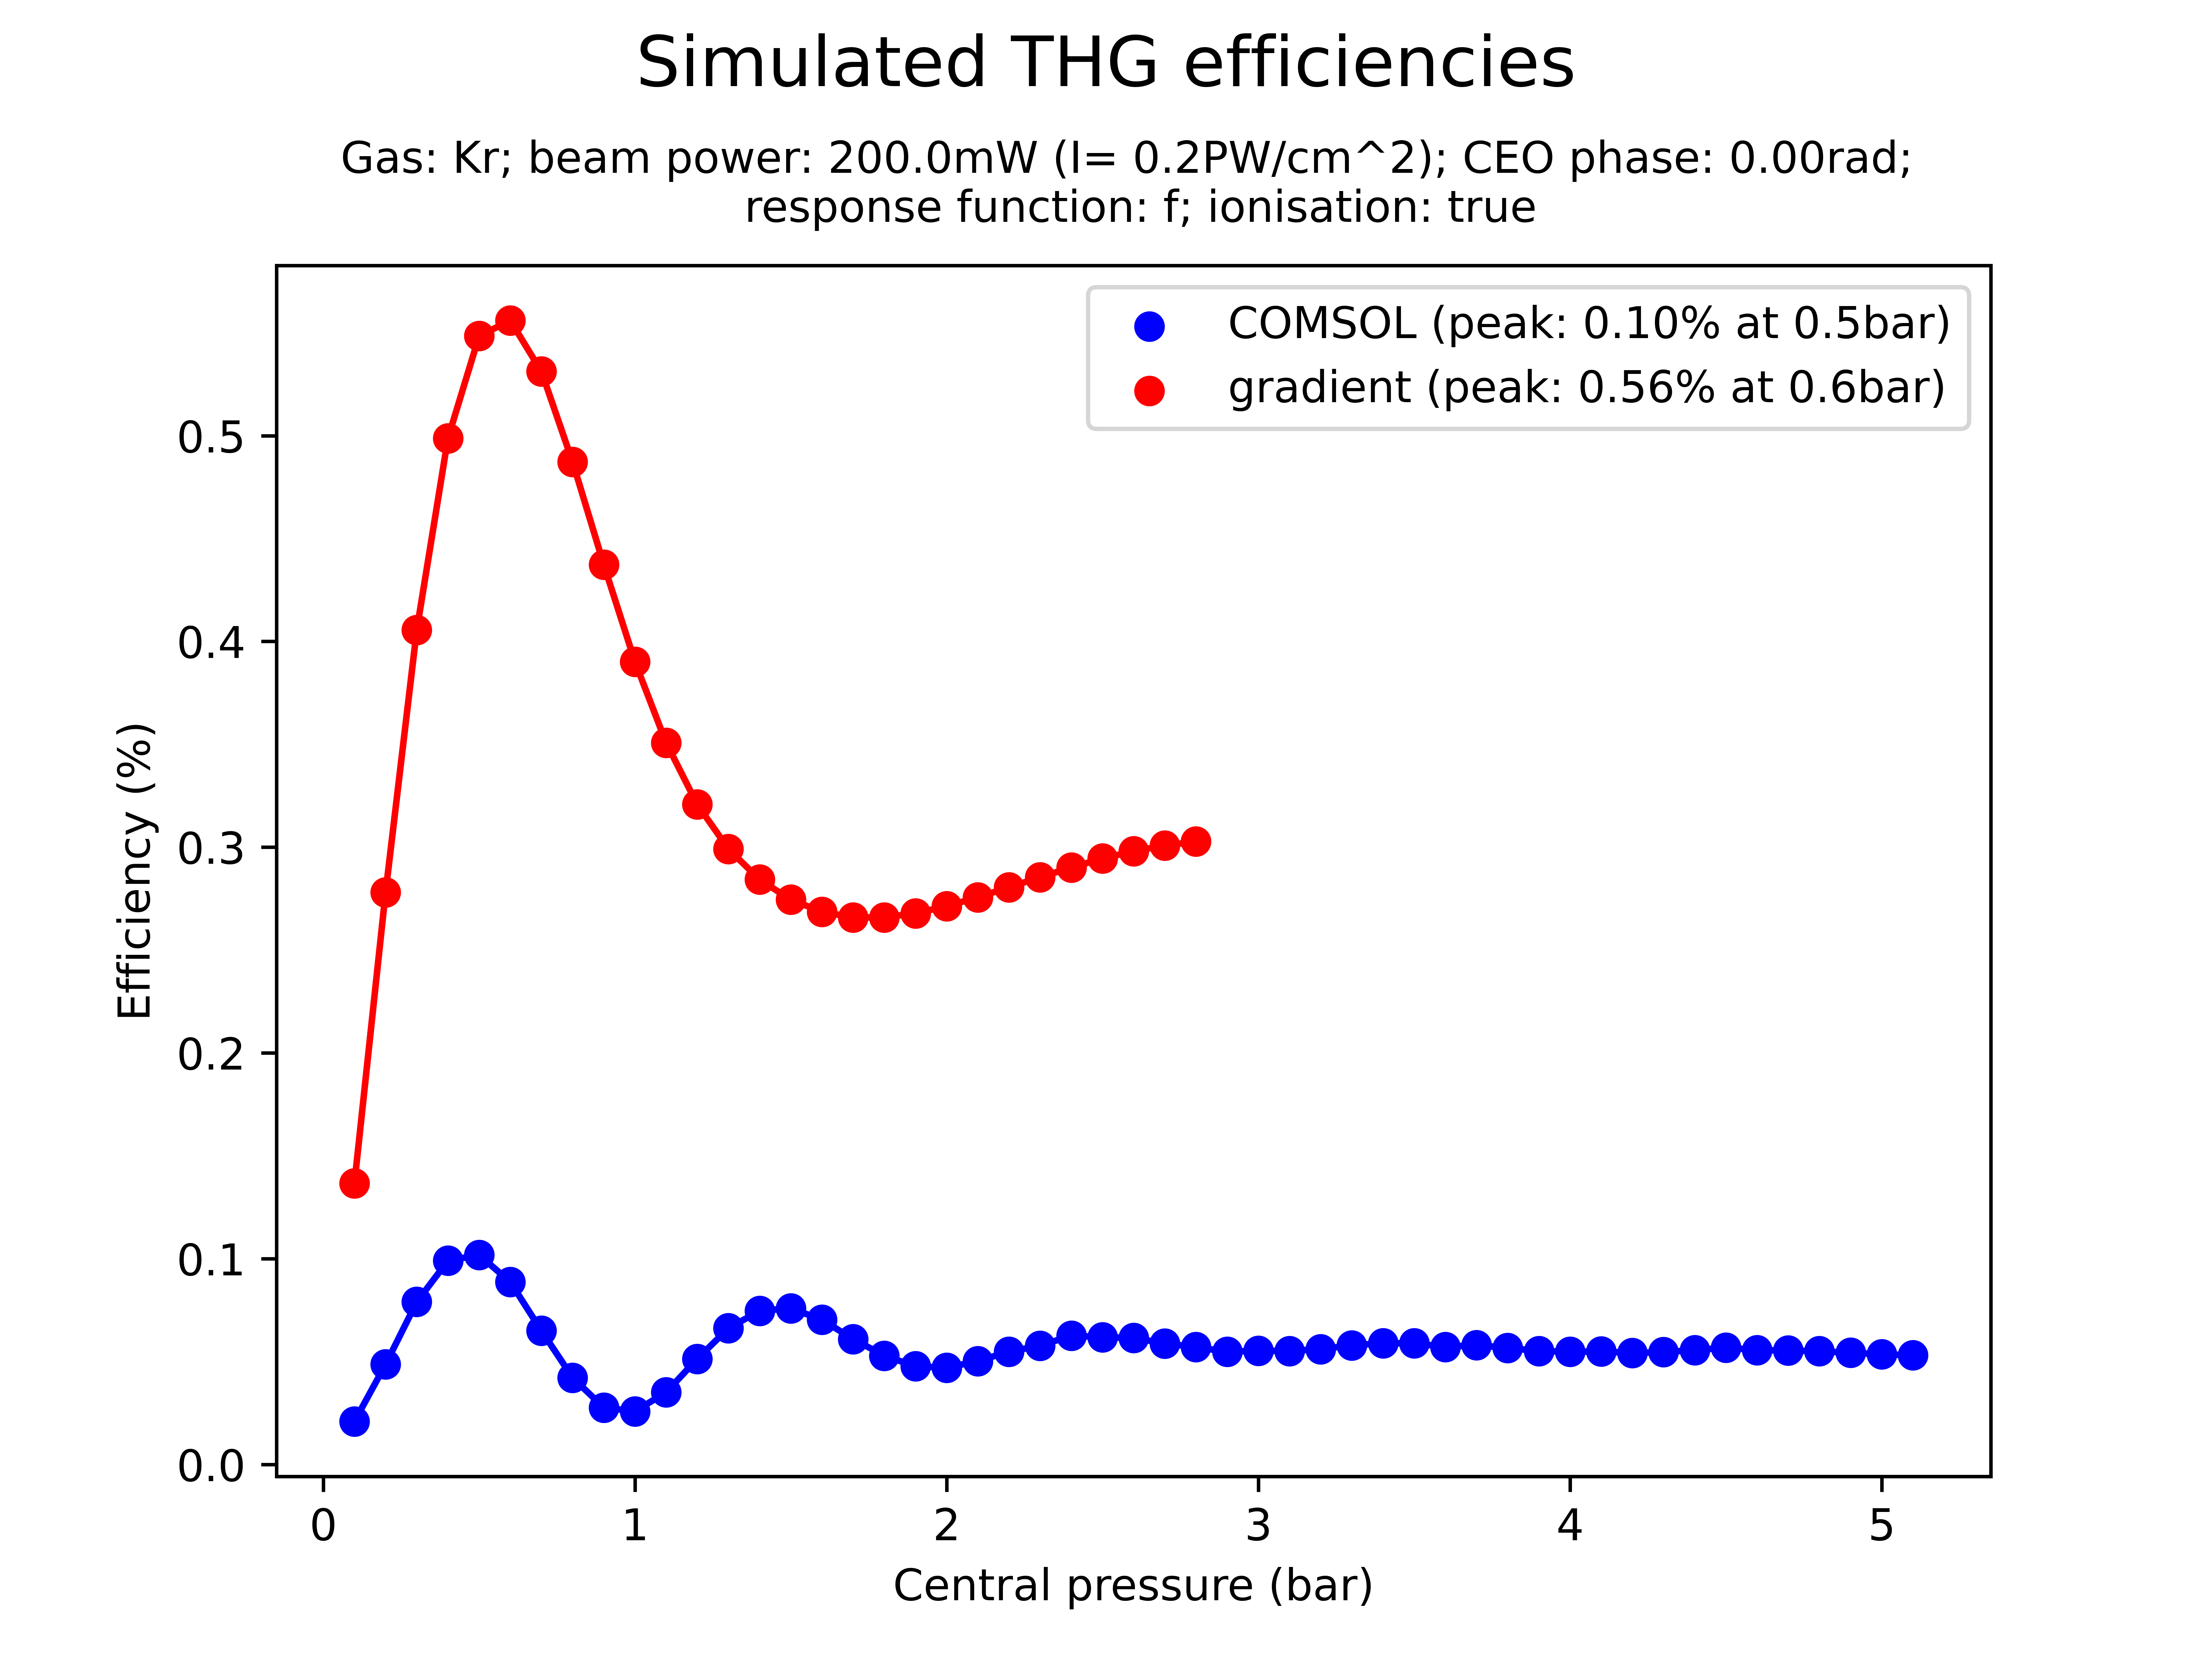 Simulated THG efficiencies
Gas: Kr; beam power: 200.0mW (I= 0.2PW/cm^2); CEO phase: 0.00rad;
response function: f; ionisation: true
COMSOL (peak: 0.10% at 0.5bar)
gradient (peak: 0.56% at 0.6bar)
Efficiency (%)
0.5
0.4
0.3
0.2
0.1
0.0
0 1 2 3 4 5
Central pressure (bar)